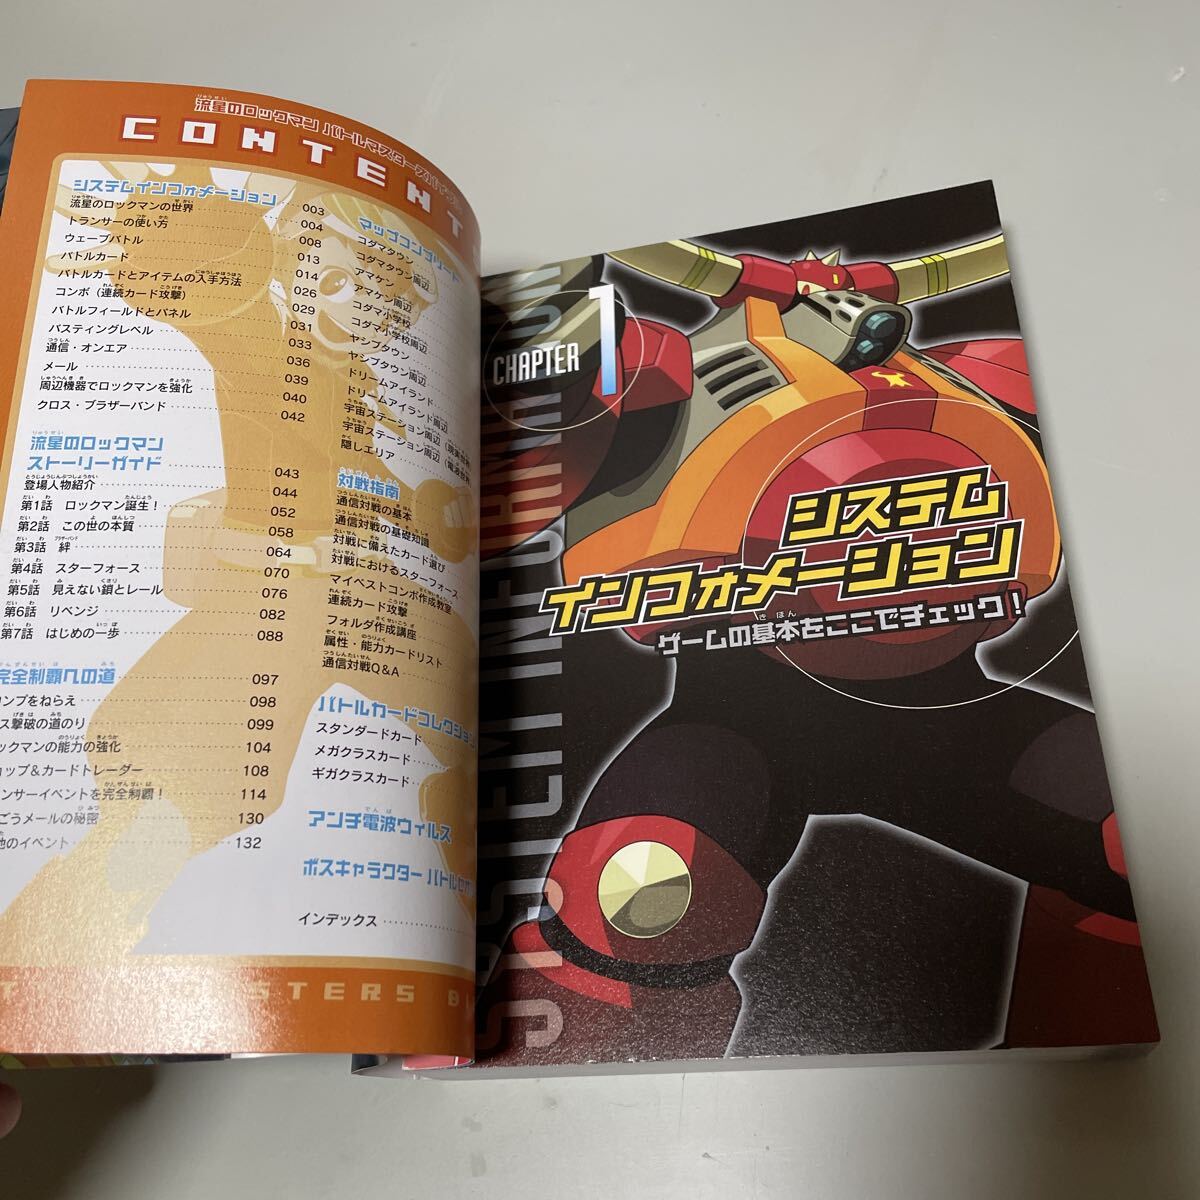 流星のロックマン バトルマスターズ
CONTENT
システムインフォメーション 003
流星のロックマンの世界 004
トランサーの使い方 008
ウェーブバトル 013
バトルカード 014
バトルカードとアイテムの入手方法 026
コンボ（連続カード攻撃） 029
バトルフィールドとパネル 031
バスティングレベル 033
通信・オンエア 036
メール 039
周辺機器でロックマンを強化 040
クロス・ブラザーバンド 042
流星のロックマン
ストーリーガイド 043
登場人物紹介 044
第1話 ロックマン誕生！ 052
第2話 この世の本質 058
第3話 絆 064
第4話 スターフォース 070
第5話 見えない鎖とレール 076
第6話 リベンジ 082
第7話 はじめの一歩 088
完全制覇への道 097
ンプをねらえ 098
ス撃破の道のり 099
ックマンの能力の強化 104
ョップ＆カードトレーダー 108
ンサーイベントを完全制覇！ 114
ごうメールの秘密 130
他のイベント 132
マップコンプリート
コダマタウン
コダマタウン周辺
アマケン
アマケン周辺
コダマ小学校
コダマ小学校周辺
ヤシブタウン
ヤシブタウン周辺
ドリームアイランド
ドリームアイランド周辺
宇宙ステーション周辺
宇宙ステーション周辺
隠しエリア
対戦指南
通信対戦の基本
通信対戦の基礎知識
対戦に備えたカード選び
対戦におけるスターフォース
マイベストコンボ作成教室
連続カード攻撃
フォルダ作成講座
属性・能力カードリスト
通信対戦Q＆A
バトルカードコレクション
スタンダードカード
メガクラスカード
ギガクラスカード
アンチ電波ウィルス
ボスキャラクター バトルセオ
インデックス
STERS
CHAPTER 1
SYSTEM INFORMATION
システム
インフォメーション
ゲームの基本をここでチェック！